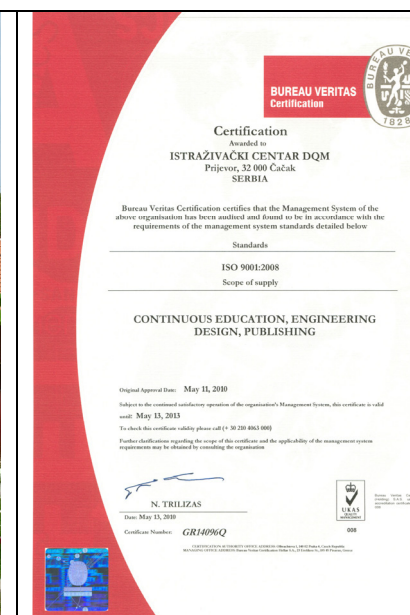 BUREAU VERITAS
Certification
BUREAU VE
1828
Certification
Awarded to
ISTRAŽIVAČKI CENTAR DQM
Prijevor, 32 000 Čačak
SERBIA
Bureau Veritas Certification certifies that the Management System of the
above organisation has been audited and found to be in accordance with the
requirements of the management system standards detailed below
Standards
ISO 9001:2008
Scope of supply
CONTINUOUS EDUCATION, ENGINEERING
DESIGN, PUBLISHING
Original Approval Date: May 11, 2010
Subject to the continued satisfactory operation of the organisation's Management System, this certificate is valid
until: May 13, 2013
To check this certificate validity please call (+ 30 210 4063 000)
Further clarifications regarding the scope of this certificate and the applicability of the management system
requirements may be obtained by consulting the organisation
N. TRILIZAS
Date: May 13, 2010
Certificate Number: GR14096Q
UKAS
QUALITY
MANAGEMENT
008